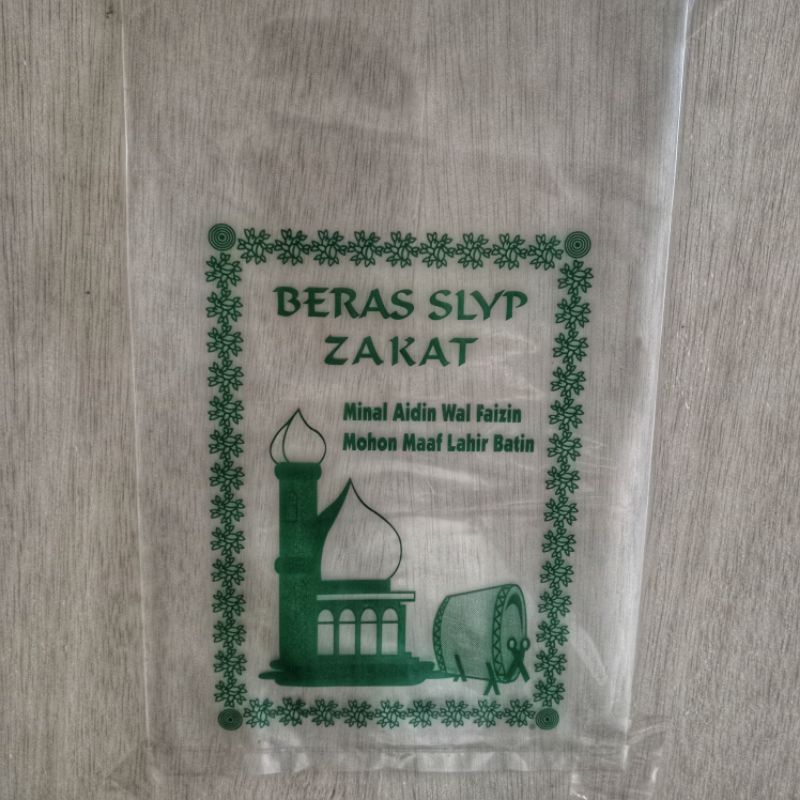 BERAS SLYP
ZAKAT
Minal Aidin Wal Faizin
Mohon Maaf Lahir Batin